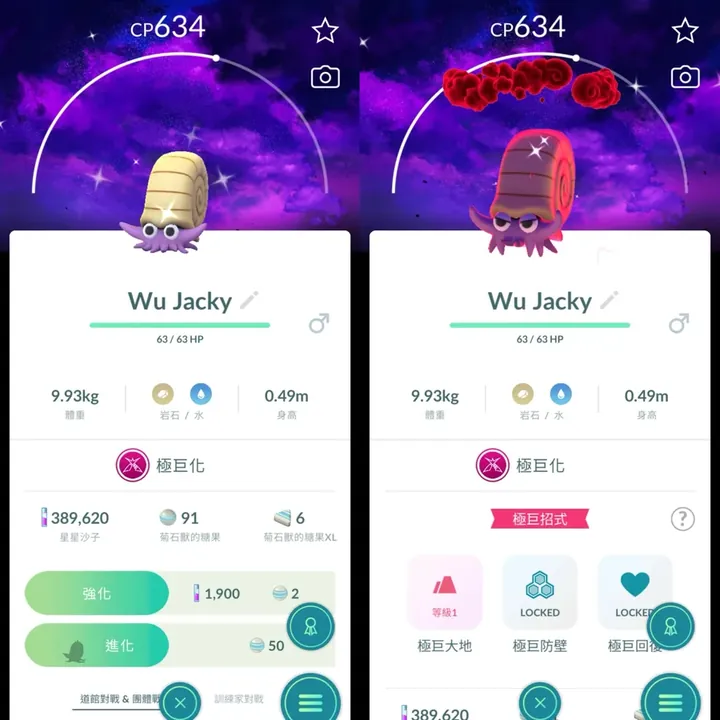 CP634
Wu Jacky
63 / 63 HP
9.93kg
體重
岩石 / 水
0.49m
身高
極巨化
389,620
星星沙子
91
菊石獸的糖果
6
菊石獸的糖果XL
強化
1,900
2
進化
50
道館對戰 & 團體戰
訓練家對戰
CP634
Wu Jacky
63 / 63 HP
9.93kg
體重
岩石 / 水
0.49m
身高
極巨化
極巨招式
?
等級1
LOCKED
LOCKED
極巨大地
極巨防壁
極巨回復
389,620